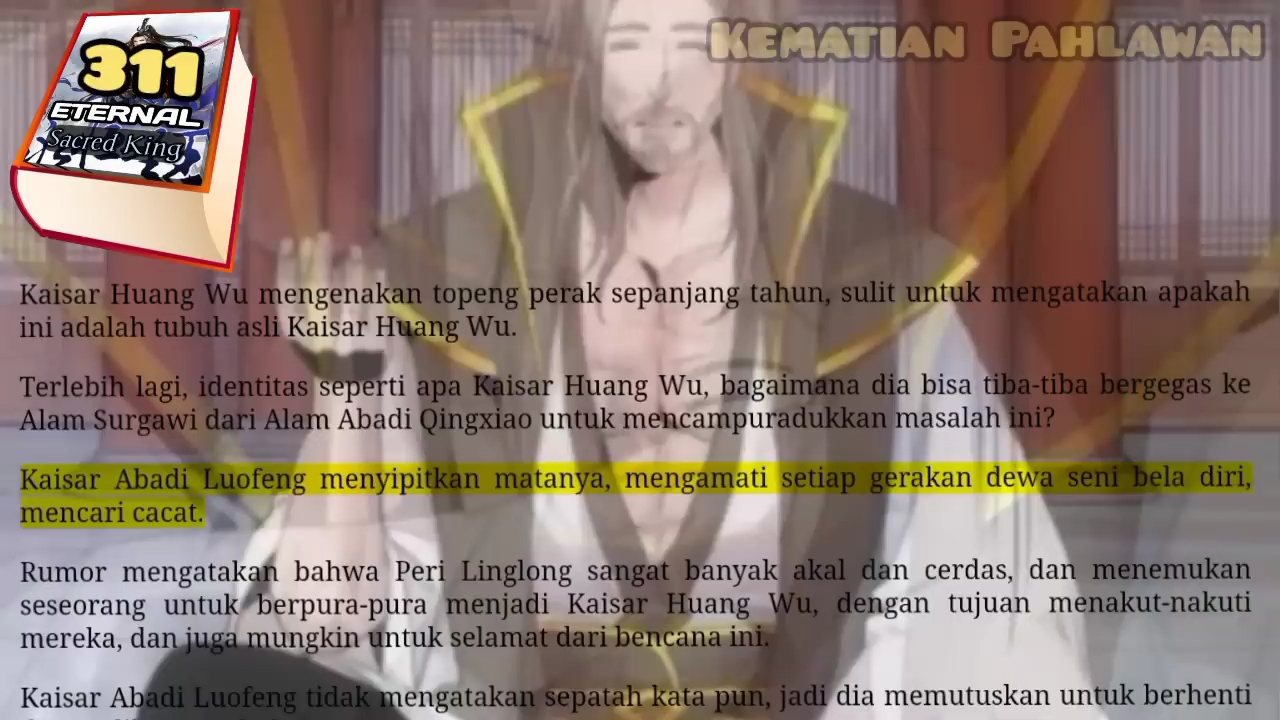 311
ETERNAL
Sacred King
KEMATIAN PAHLAWAN
Kaisar Huang Wu mengenakan topeng perak sepanjang tahun, sulit untuk mengatakan apakah
ini adalah tubuh asli Kaisar Huang Wu.
Terlebih lagi, identitas seperti apa Kaisar Huang Wu, bagaimana dia bisa tiba-tiba bergegas ke
Alam Surgawi dari Alam Abadi Qingxiao untuk mencampuradukkan masalah ini?
Kaisar Abadi Luofeng menyipitkan matanya, mengamati setiap gerakan dewa seni bela diri,
mencari cacat.
Rumor mengatakan bahwa Peri Linglong sangat banyak akal dan cerdas, dan menemukan
seseorang untuk berpura-pura menjadi Kaisar Huang Wu, dengan tujuan menakut-nakuti
mereka, dan juga mungkin untuk selamat dari bencana ini.
Kaisar Abadi Luofeng tidak mengatakan sepatah kata pun, jadi dia memutuskan untuk berhenti